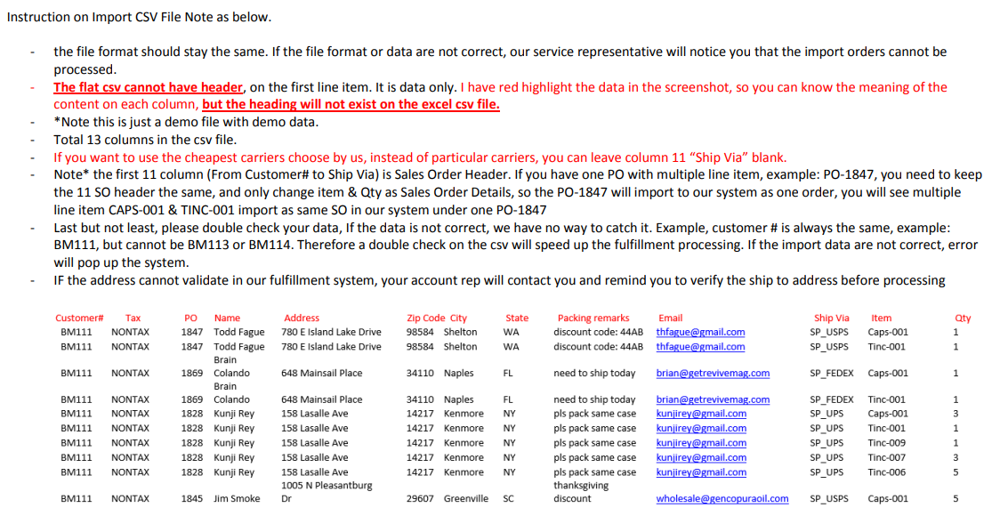 Instruction on Import CSV File Note as below.
- the file format should stay the same. If the file format or data are not correct, our service representative will notice you that the import orders cannot be
processed.
- The flat csv cannot have header, on the first line item. It is data only. I have red highlight the data in the screenshot, so you can know the meaning of the
content on each column, but the heading will not exist on the excel csv file.
- *Note this is just a demo file with demo data.
- Total 13 columns in the csv file.
- If you want to use the cheapest carriers choose by us, instead of particular carriers, you can leave column 11 “Ship Via” blank.
- Note* the first 11 column (From Customer# to Ship Via) is Sales Order Header. If you have one PO with multiple line item, example: PO-1847, you need to keep
the 11 SO header the same, and only change item & Qty as Sales Order Details, so the PO-1847 will import to our system as one order, you will see multiple
line item CAPS-001 & TINC-001 import as same SO in our system under one PO-1847
- Last but not least, please double check your data, If the data is not correct, we have no way to catch it. Example, customer # is always the same, example:
BM111, but cannot be BM113 or BM114. Therefore a double check on the csv will speed up the fulfillment processing. If the import data are not correct, error
will pop up the system.
- IF the address cannot validate in our fulfillment system, your account rep will contact you and remind you to verify the ship to address before processing
Customer# Tax PO Name Address Zip Code City State Packing remarks Email Ship Via Item Qty
BM111 NONTAX 1847 Todd Fague 780 E Island Lake Drive 98584 Shelton WA discount code: 44AB thfague@gmail.com SP_USPS Caps-001 1
BM111 NONTAX 1847 Todd Fague 780 E Island Lake Drive 98584 Shelton WA discount code: 44AB thfague@gmail.com SP_USPS Tinc-001 1
Brain
BM111 NONTAX 1869 Colando 648 Mainsail Place 34110 Naples FL need to ship today brian@getrevivemag.com SP_FEDEX Caps-001 1
Brain
BM111 NONTAX 1869 Colando 648 Mainsail Place 34110 Naples FL need to ship today brian@getrevivemag.com SP_FEDEX Tinc-001 1
BM111 NONTAX 1828 Kunji Rey 158 Lasalle Ave 14217 Kenmore NY pls pack same case kunjirey@gmail.com SP_UPS Caps-001 3
BM111 NONTAX 1828 Kunji Rey 158 Lasalle Ave 14217 Kenmore NY pls pack same case kunjirey@gmail.com SP_UPS Tinc-001 1
BM111 NONTAX 1828 Kunji Rey 158 Lasalle Ave 14217 Kenmore NY pls pack same case kunjirey@gmail.com SP_UPS Tinc-009 1
BM111 NONTAX 1828 Kunji Rey 158 Lasalle Ave 14217 Kenmore NY pls pack same case kunjirey@gmail.com SP_UPS Tinc-007 3
BM111 NONTAX 1828 Kunji Rey 158 Lasalle Ave 14217 Kenmore NY pls pack same case kunjirey@gmail.com SP_UPS Tinc-006 5
1005 N Pleasantburg thanksgiving
BM111 NONTAX 1845 Jim Smoke Dr 29607 Greenville SC discount wholesale@gencopuraoil.com SP_USPS Caps-001 5